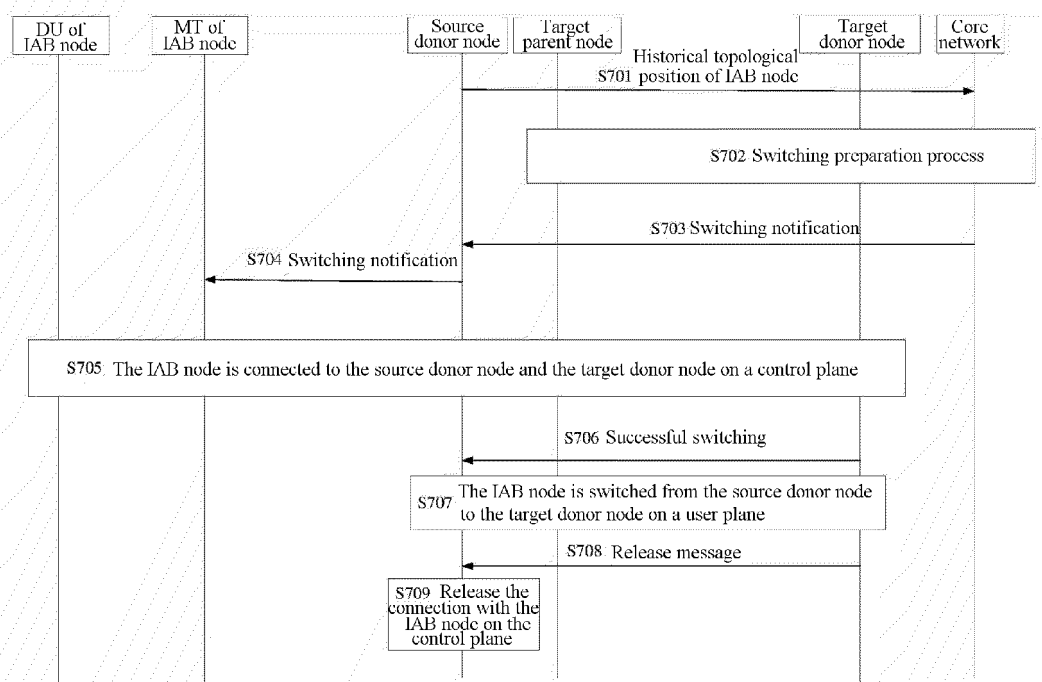 DU of
IAB node
MT of
IAB node
Source
donor node
Target
parent node
Target
donor node
Core
network
Historical topological
S701 position of IAB node
S702 Switching preparation process
S703 Switching notification
S704 Switching notification
S705 The IAB node is connected to the source donor node and the target donor node on a control plane
S706 Successful switching
S707 The IAB node is switched from the source donor node
to the target donor node on a user plane
S708 Release message
S709 Release the
connection with the
IAB node on the
control plane